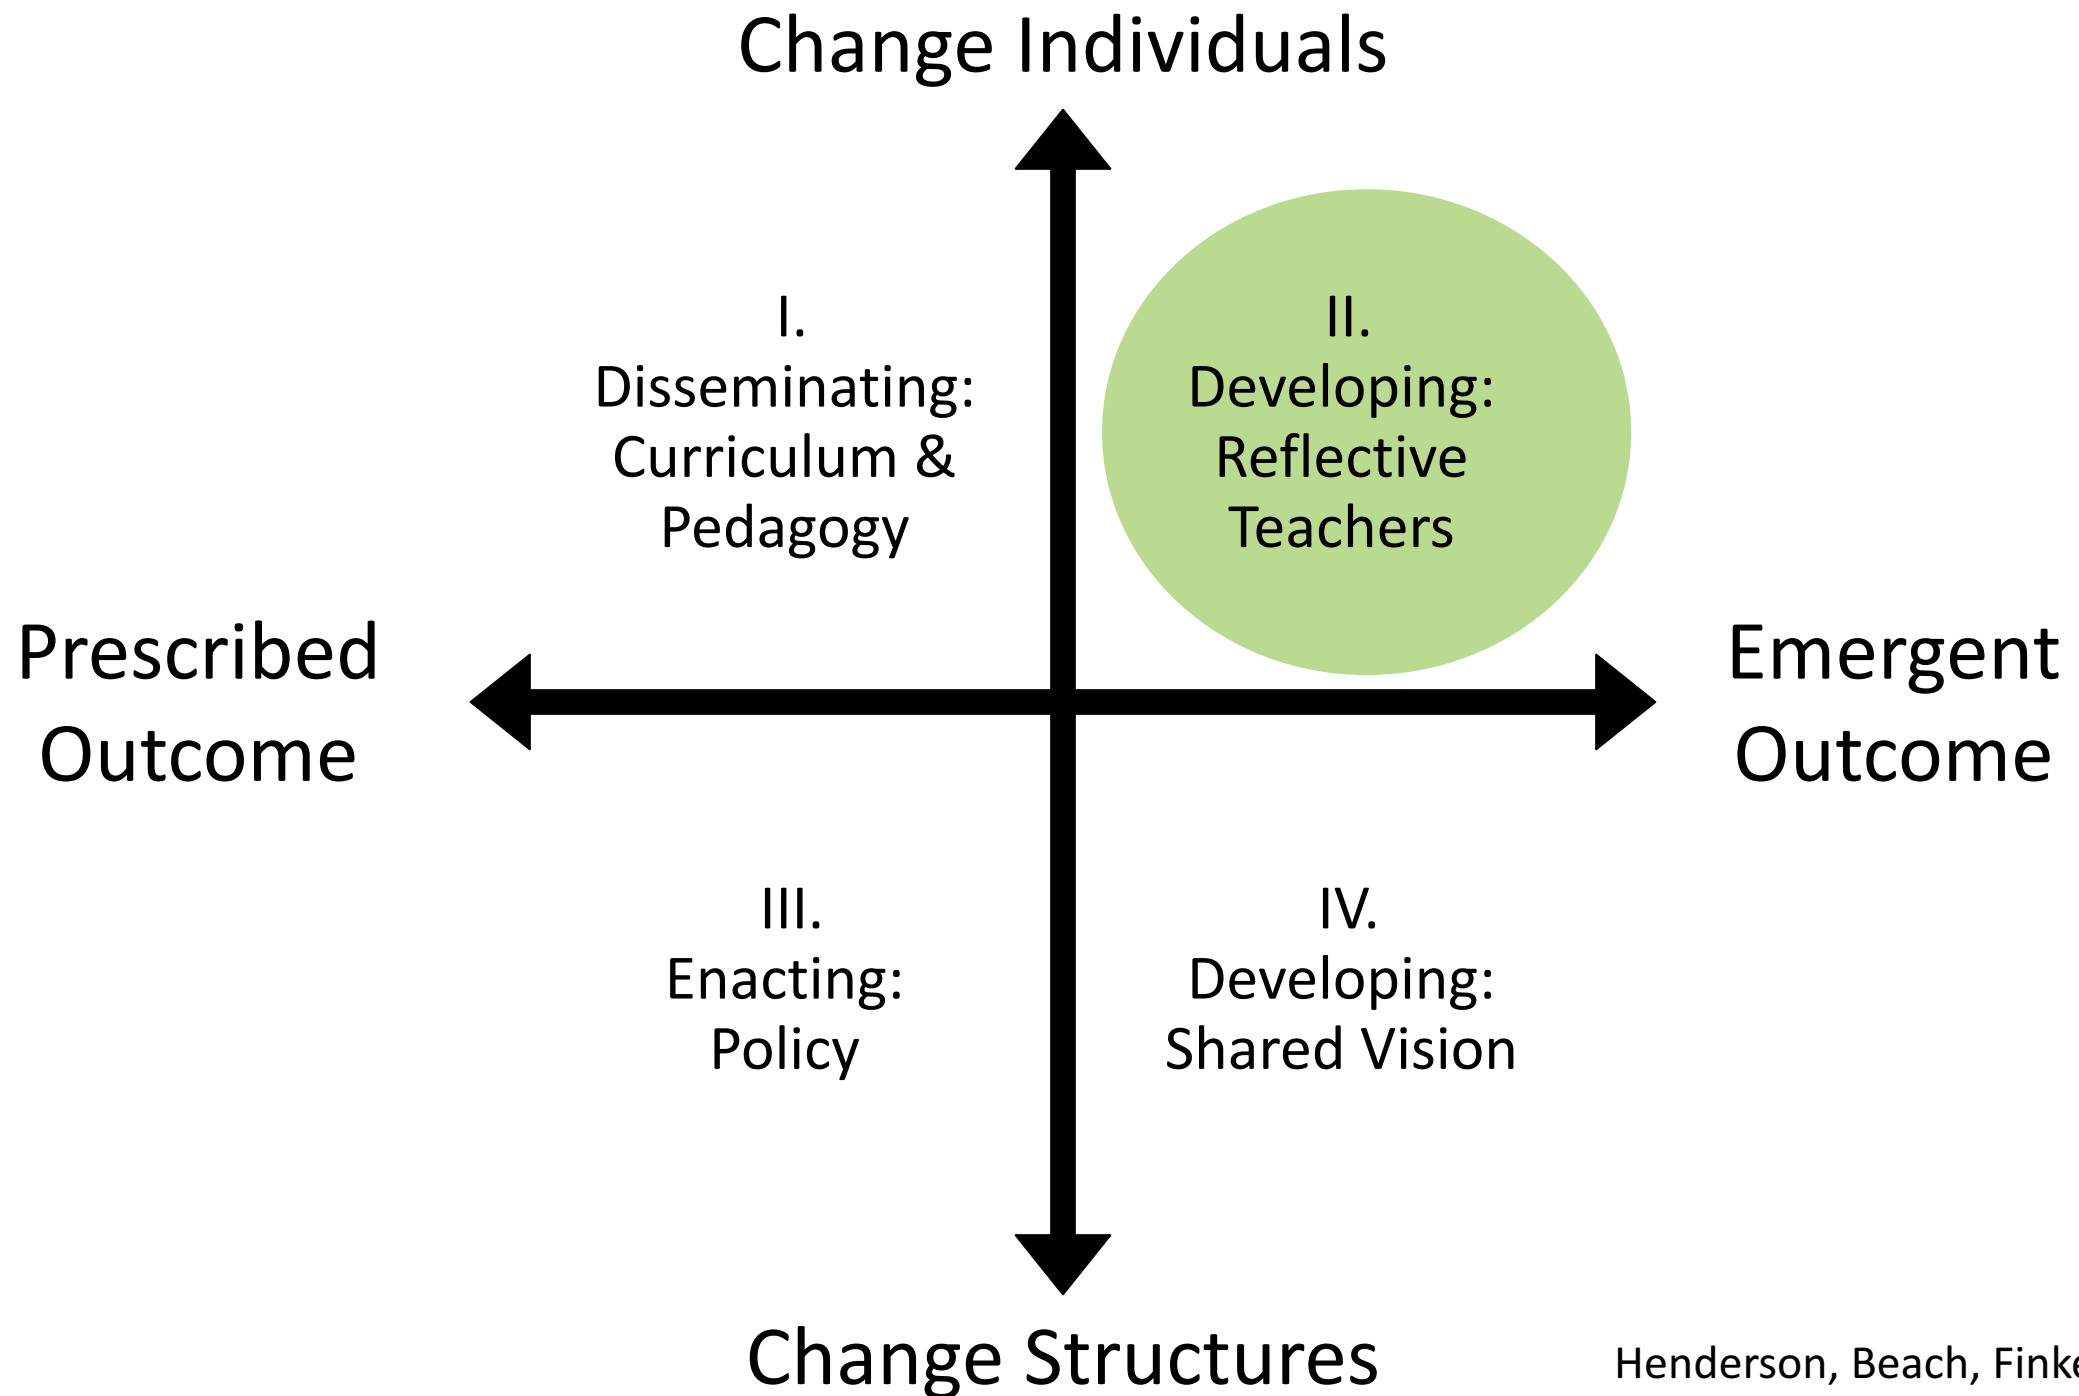 Change Individuals
I.
Disseminating:
Curriculum &
Pedagogy
II.
Developing:
Reflective
Teachers
Prescribed
Outcome
Emergent
Outcome
III.
Enacting:
Policy
IV.
Developing:
Shared Vision
Change Structures
Henderson, Beach,